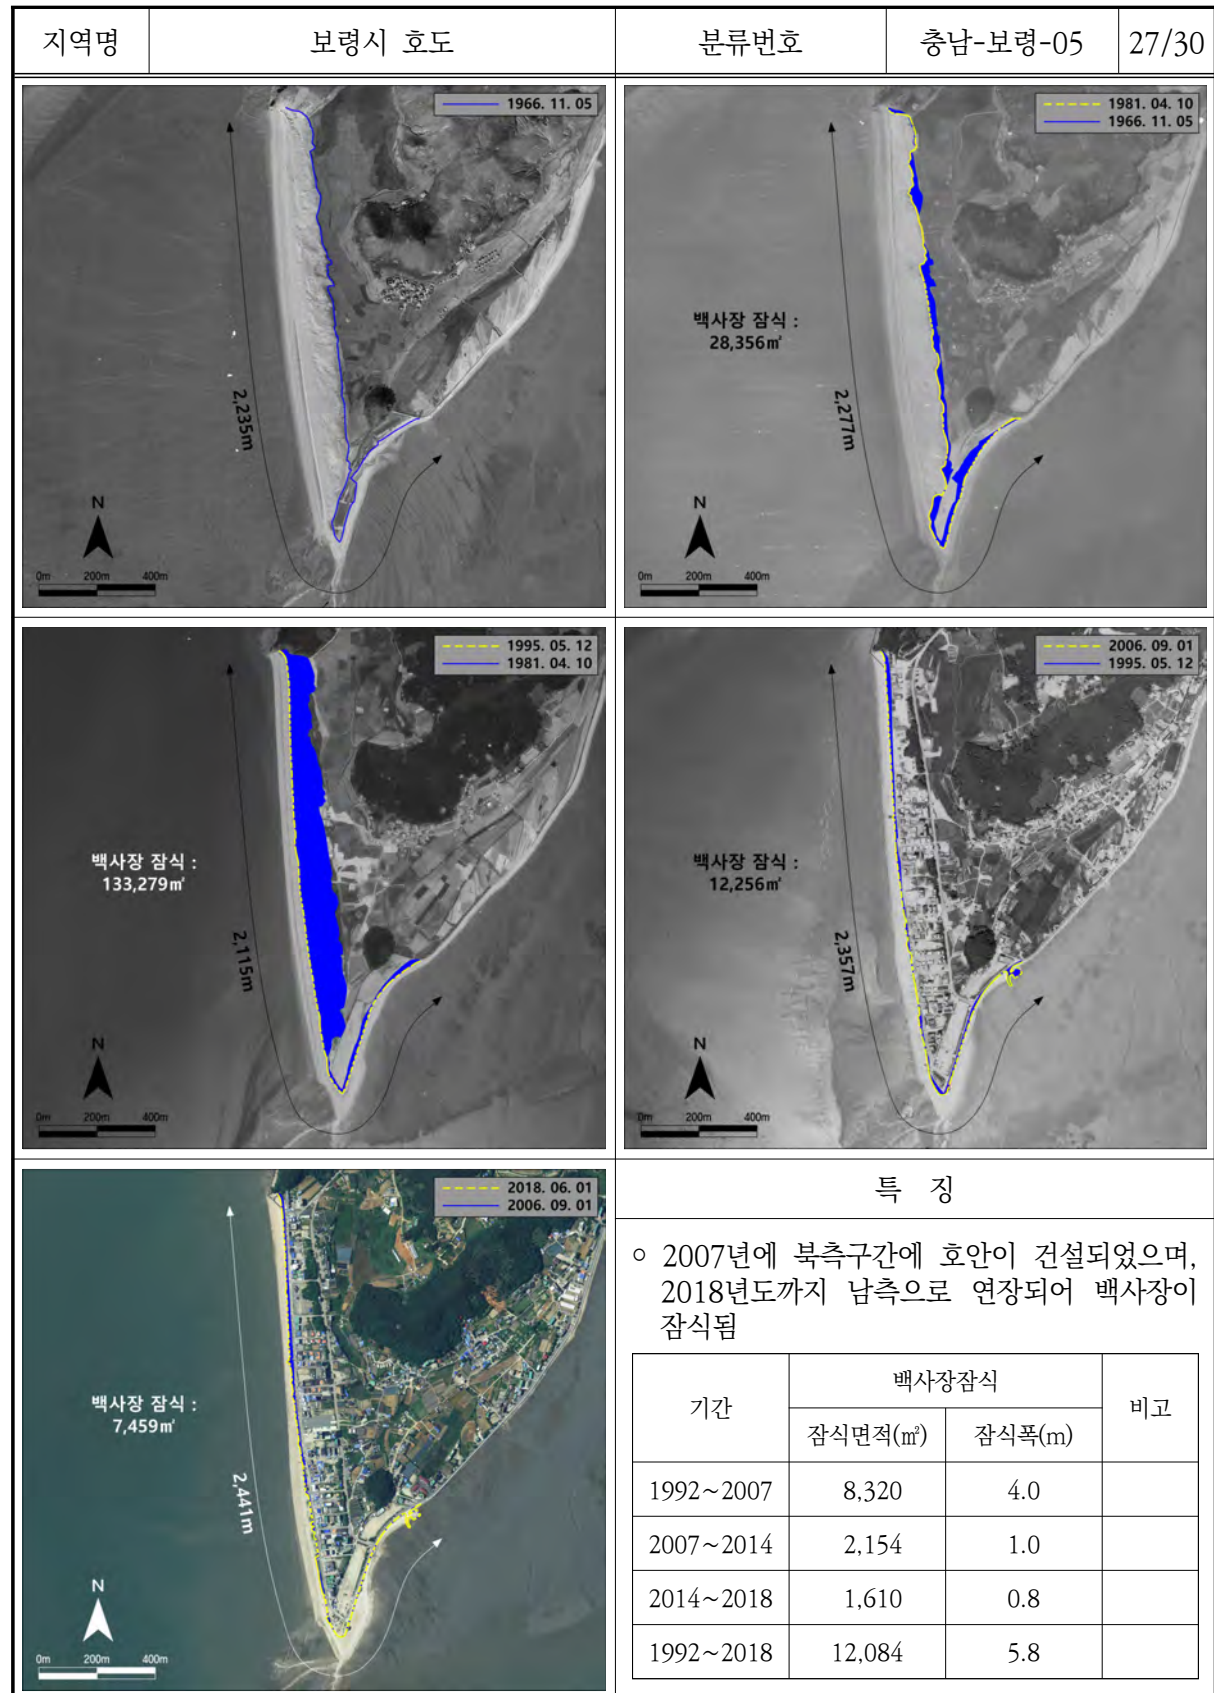 지역명 보령시 호도 분류번호 충남-보령-05 27/30
1966. 11. 05
2,235m
N
0m 200m 400m
1981. 04. 10
1966. 11. 05
백사장 잠식 :
28,356㎡
2,277m
N
0m 200m 400m
1995. 05. 12
1981. 04. 10
백사장 잠식 :
133,279㎡
2,115m
N
0m 200m 400m
2006. 09. 01
1995. 05. 12
백사장 잠식 :
12,256㎡
2,357m
N
0m 200m 400m
2018. 06. 01
2006. 09. 01
백사장 잠식 :
7,459㎡
2,441m
N
0m 200m 400m
특 징
○ 2007년에 북측구간에 호안이 건설되었으며,
2018년도까지 남측으로 연장되어 백사장이
잠식됨
기간 백사장잠식 비고
잠식면적(㎡) 잠식폭(m)
1992~2007 8,320 4.0
2007~2014 2,154 1.0
2014~2018 1,610 0.8
1992~2018 12,084 5.8